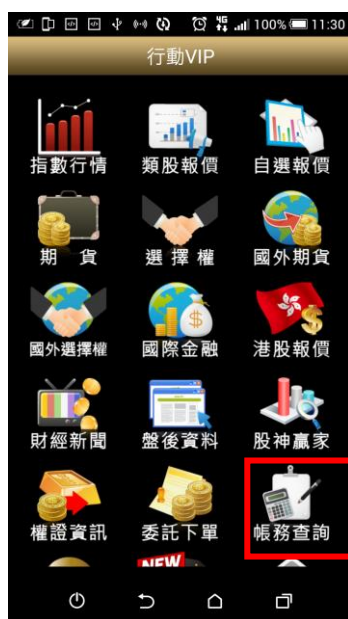 4G 100% 11:30
行動VIP
指數行情 類股報價 自選報價
期 貨 選 擇 權 國外期貨
國外選擇權 國際金融 港股報價
財經新聞 盤後資料 股神贏家
權證資訊 委託下單 帳務查詢
NEW